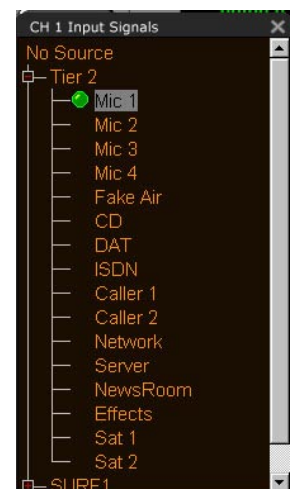 CH 1 Input Signals
No Source
Tier 2
Mic 1
Mic 2
Mic 3
Mic 4
Fake Air
CD
DAT
ISDN
Caller 1
Caller 2
Network
Server
NewsRoom
Effects
Sat 1
Sat 2
SURF1